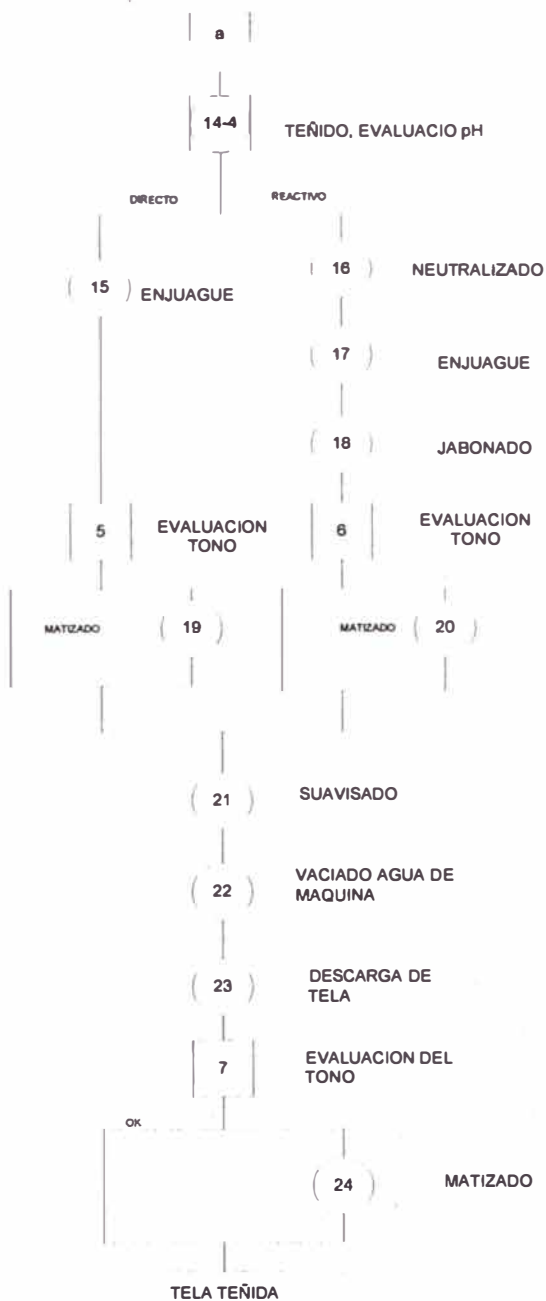 a
14-4 TEÑIDO, EVALUACIO pH
DIRECTO REACTIVO
15 ENJUAGUE
16 NEUTRALIZADO
17 ENJUAGUE
18 JABONADO
5 EVALUACION
TONO
6 EVALUACION
TONO
MATIZADO 19
MATIZADO 20
21 SUAVISADO
22 VACIADO AGUA DE
MAQUINA
23 DESCARGA DE
TELA
7 EVALUACION DEL
TONO
OK
24 MATIZADO
TELA TEÑIDA